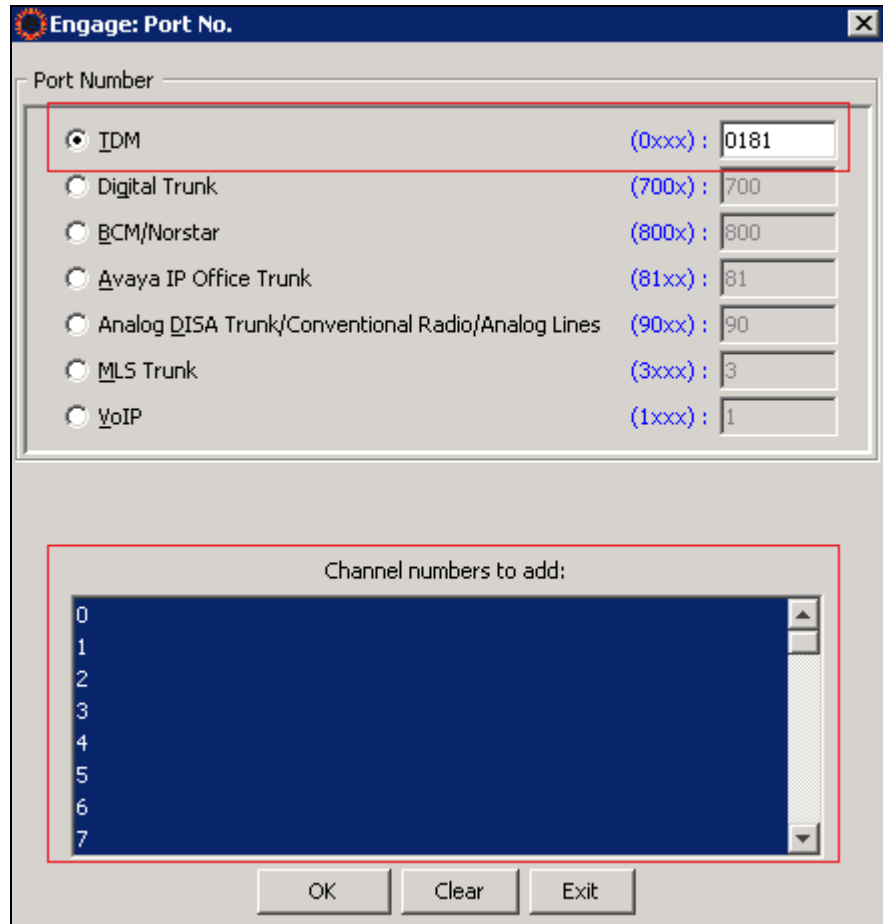 Engage: Port No.
Port Number
TDM (0xxx) : 0181
Digital Trunk (700x) : 700
BCM/Norstar (800x) : 800
Avaya IP Office Trunk (81xx) : 81
Analog DISA Trunk/Conventional Radio/Analog Lines (90xx) : 90
MLS Trunk (3xxx) : 3
VoIP (1xxx) : 1
Channel numbers to add:
0
1
2
3
4
5
6
7
OK Clear Exit